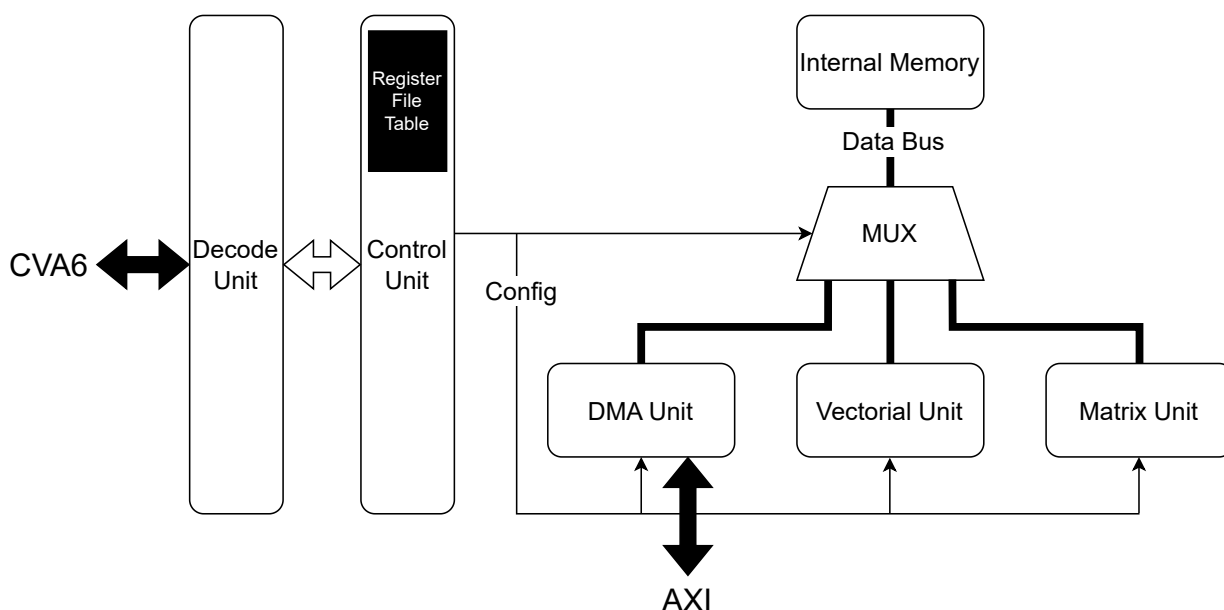 Register
File
Table
Internal Memory
Data Bus
MUX
CVA6
Decode
Unit
Control
Unit
Config
DMA Unit
Vectorial Unit
Matrix Unit
AXI